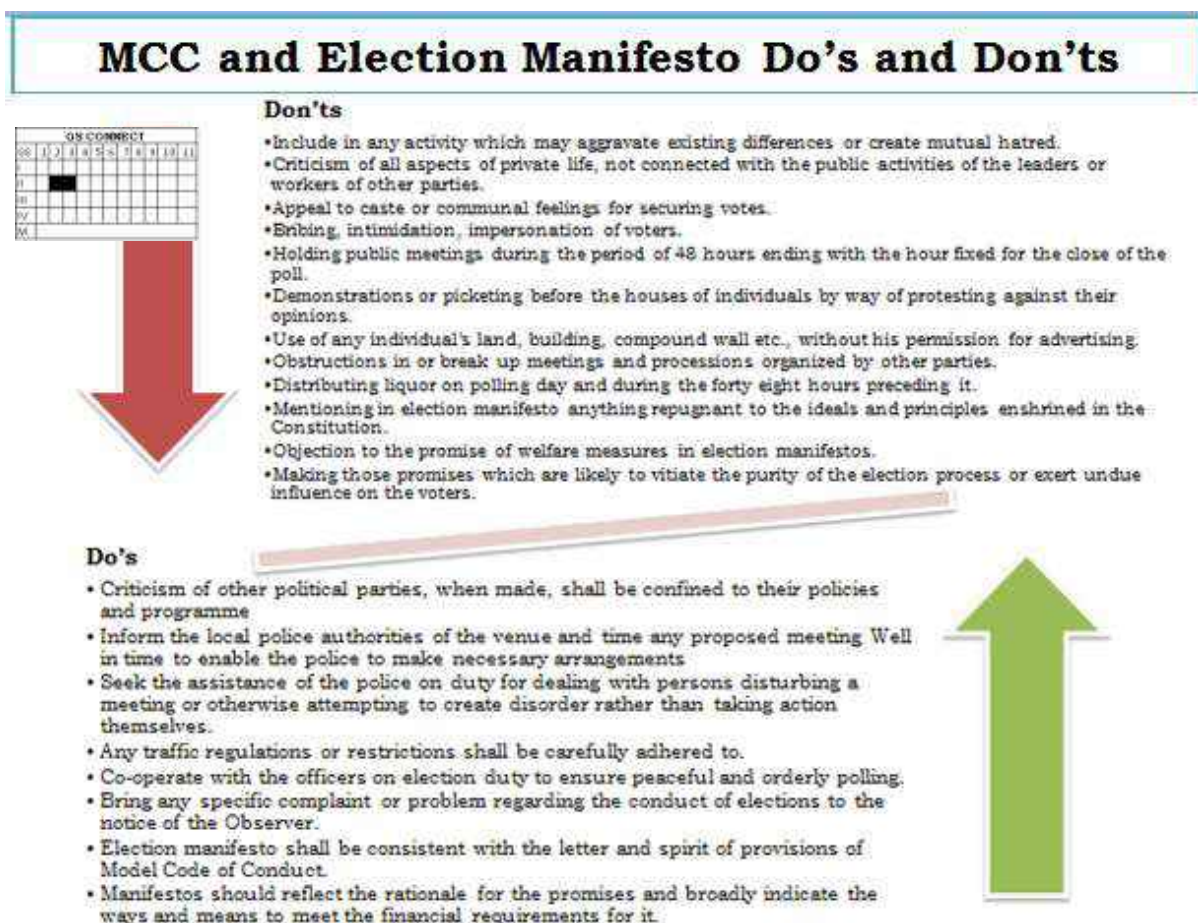 MCC and Election Manifesto Do's and Don'ts
Don'ts
GS CONNECT
1 2 3 4 5 6 7 8 9 10 11
II
III
IV
•Include in any activity which may aggravate existing differences or create mutual hatred.
•Criticism of all aspects of private life, not connected with the public activities of the leaders or
workers of other parties.
•Appeal to caste or communal feelings for securing votes.
•Bribing, intimidation, impersonation of voters.
•Holding public meetings during the period of 48 hours ending with the hour fixed for the close of the
poll.
•Demonstrations or picketing before the houses of individuals by way of protesting against their
opinions.
•Use of any individual's land, building, compound wall etc., without his permission for advertising.
•Obstructions in or break up meetings and processions organized by other parties.
•Distributing liquor on polling day and during the forty eight hours preceding it.
•Mentioning in election manifesto anything repugnant to the ideals and principles enshrined in the
Constitution.
•Objection to the promise of welfare measures in election manifestos.
•Making those promises which are likely to vitiate the purity of the election process or exert undue
influence on the voters.
Do's
• Criticism of other political parties, when made, shall be confined to their policies
and programme
• Inform the local police authorities of the venue and time any proposed meeting Well
in time to enable the police to make necessary arrangements
• Seek the assistance of the police on duty for dealing with persons disturbing a
meeting or otherwise attempting to create disorder rather than taking action
themselves.
• Any traffic regulations or restrictions shall be carefully adhered to.
• Co-operate with the officers on election duty to ensure peaceful and orderly polling.
• Bring any specific complaint or problem regarding the conduct of elections to the
notice of the Observer.
• Election manifesto shall be consistent with the letter and spirit of provisions of
Model Code of Conduct.
• Manifestos should reflect the rationale for the promises and broadly indicate the
ways and means to meet the financial requirements for it.